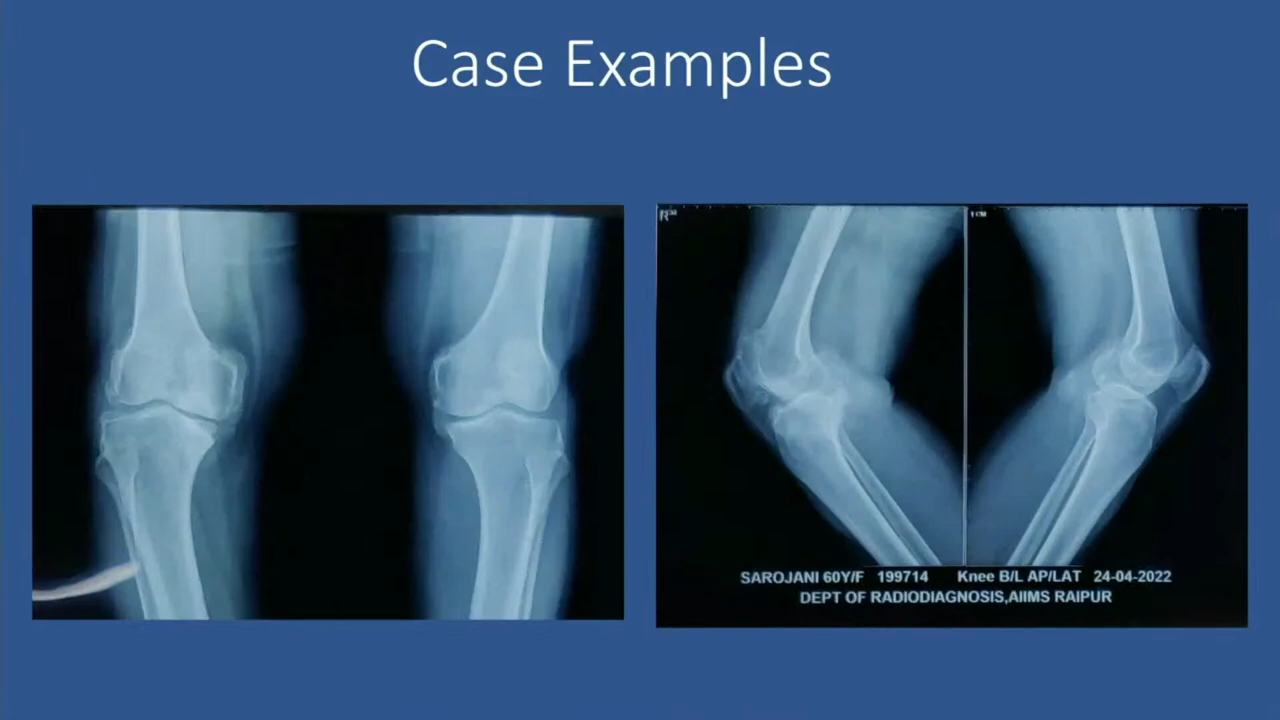 Case Examples
SAROJANI 60Y/F 199714 Knee B/L AP/LAT 24-04-2022
DEPT OF RADIODIAGNOSIS,AIIMS RAIPUR